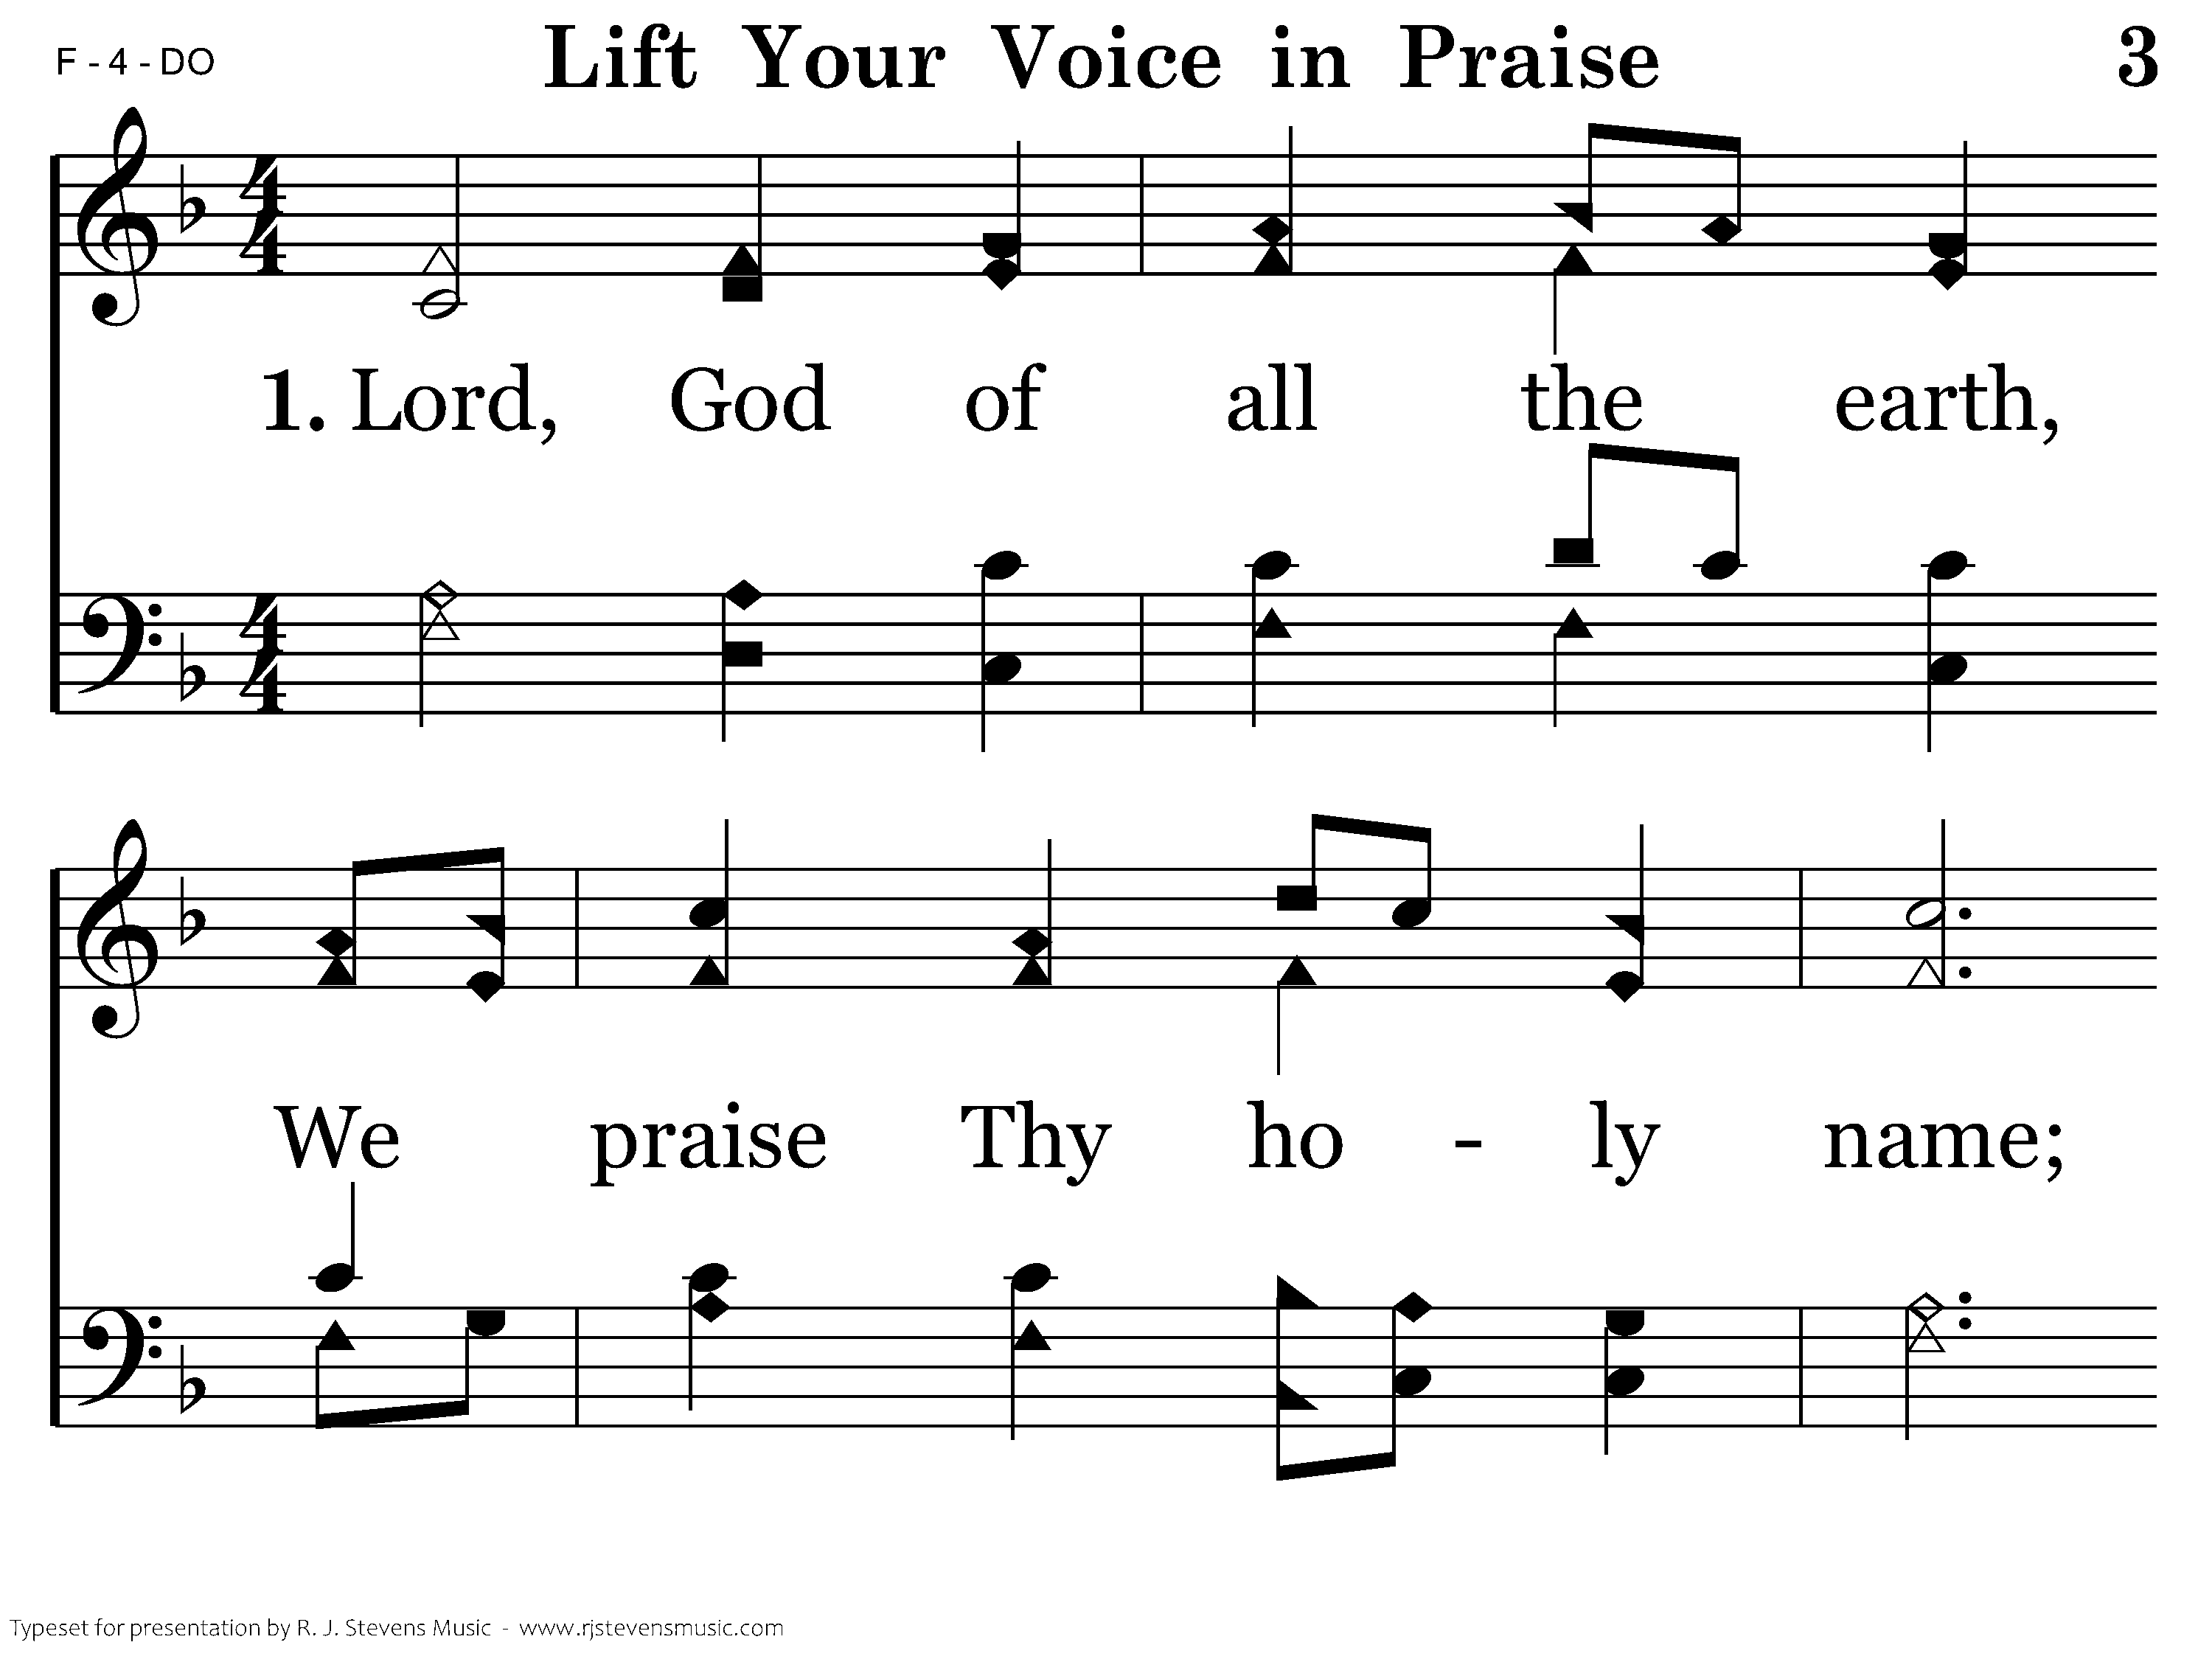 F - 4 - DO Lift Your Voice in Praise 3
1. Lord, God of all the earth,
We praise Thy ho - ly name;
Typeset for presentation by R. J. Stevens Music - www.rjstevensmusic.com